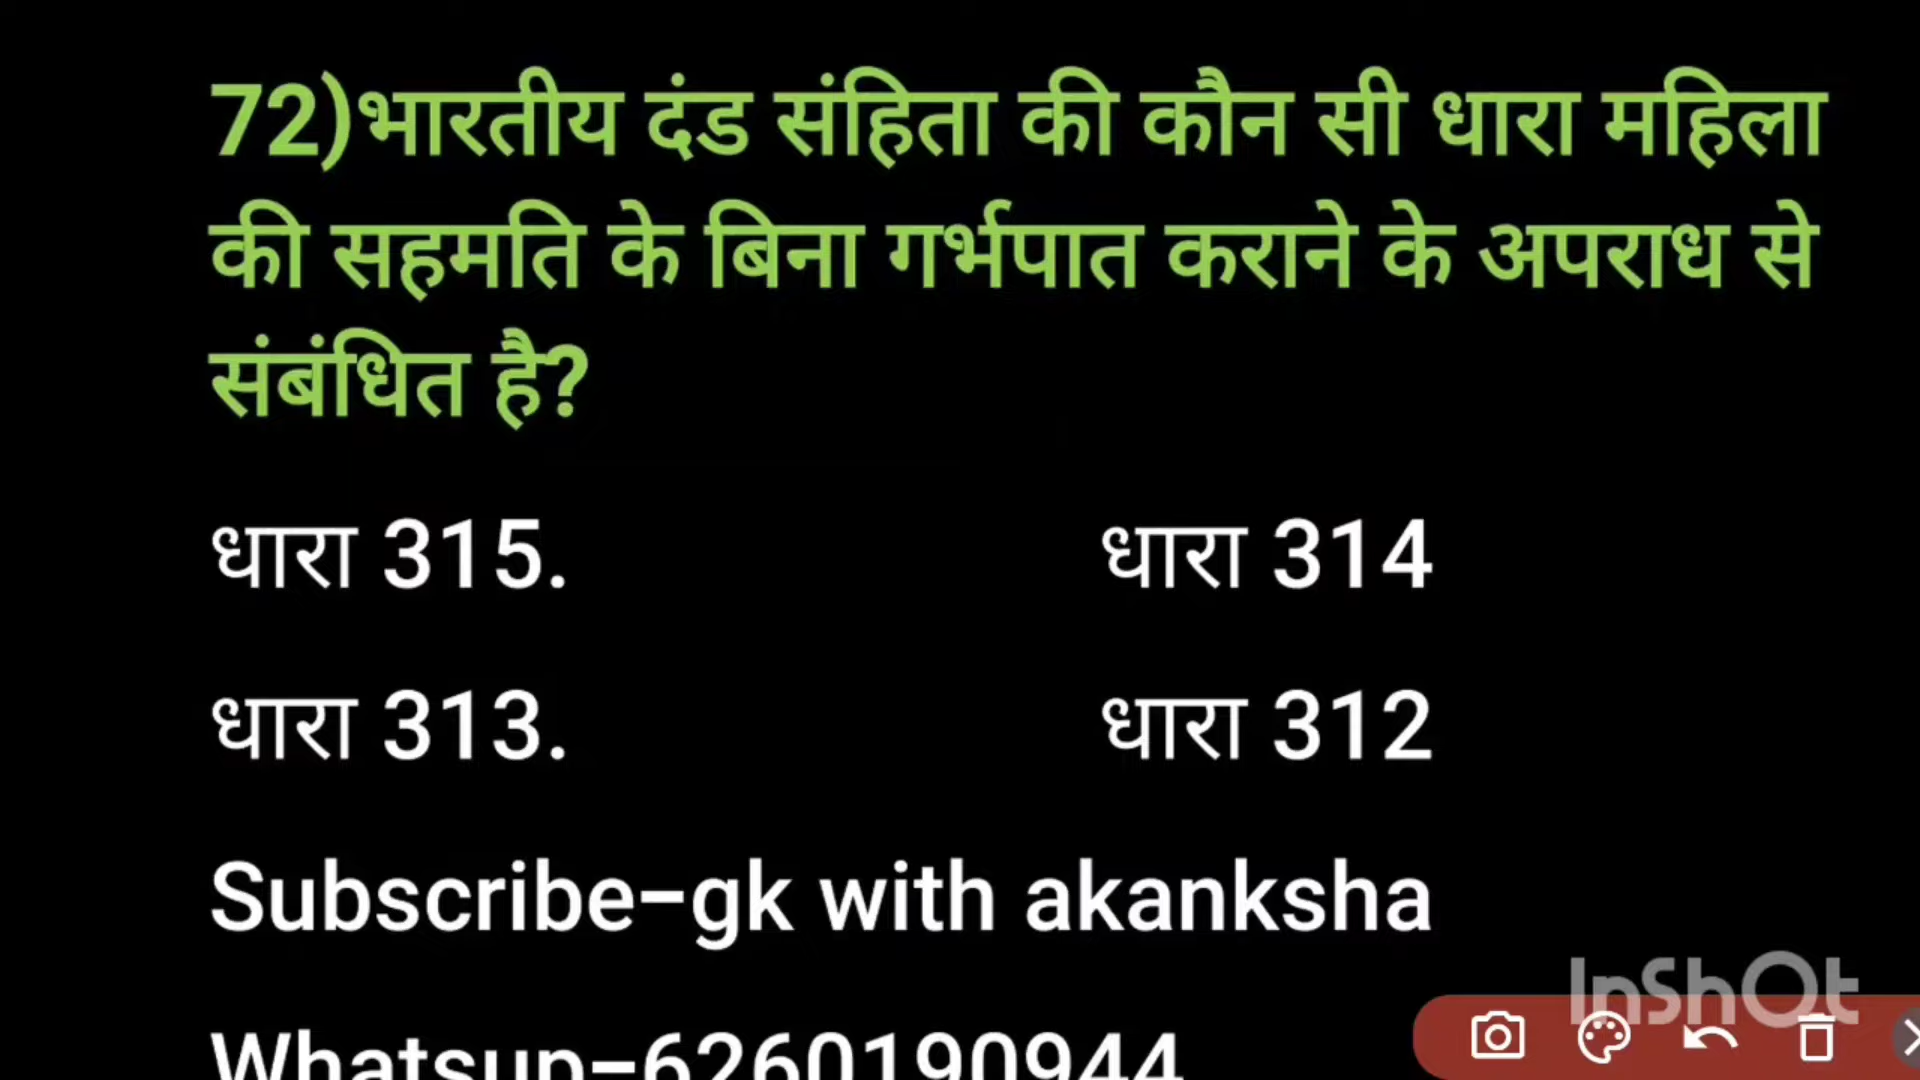 72)भारतीय दंड संहिता की कौन सी धारा महिला
की सहमति के बिना गर्भपात कराने के अपराध से
संबंधित है?
धारा 315. धारा 314
धारा 313. धारा 312
Subscribe-gk with akanksha
InShOt
Whatsup-6260190944